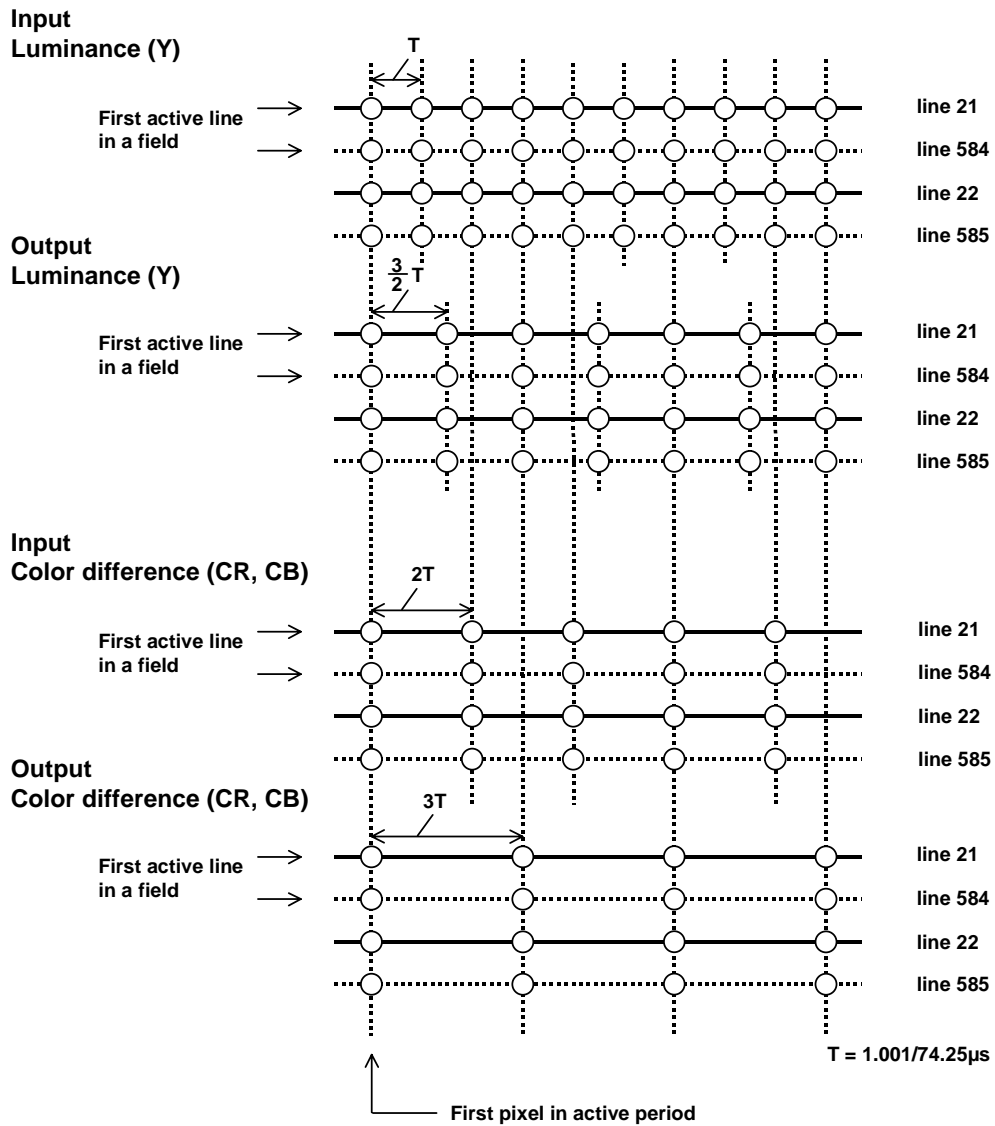 Input
Luminance (Y)
T
First active line
in a field
line 21
line 584
line 22
line 585
Output
Luminance (Y)
3/2 T
First active line
in a field
line 21
line 584
line 22
line 585
Input
Color difference (CR, CB)
2T
First active line
in a field
line 21
line 584
line 22
line 585
Output
Color difference (CR, CB)
3T
First active line
in a field
line 21
line 584
line 22
line 585
T = 1.001/74.25µs
First pixel in active period